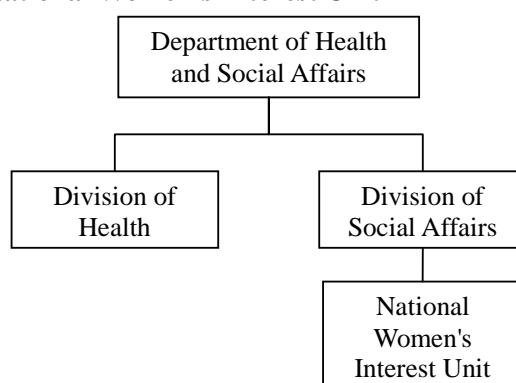 Department of Health
and Social Affairs
Division of
Health
Division of
Social Affairs
National
Women's
Interest Unit